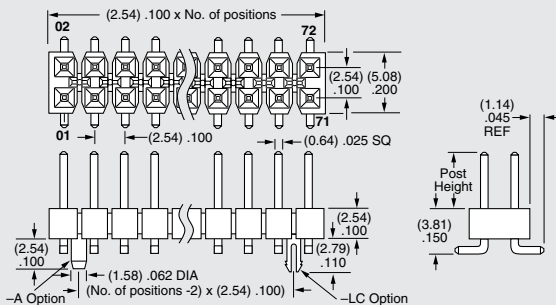 (2.54) .100 x No. of positions
02
72
(2.54)
.100
(5.08)
.200
01
(2.54) .100
71
(0.64) .025 SQ
(1.14)
.045
REF
Post
Height
(2.54)
.100
(3.81)
.150
(2.54)
.100
(2.79)
.110
(1.58) .062 DIA
–A Option
(No. of positions -2) x (2.54) .100)
–LC Option